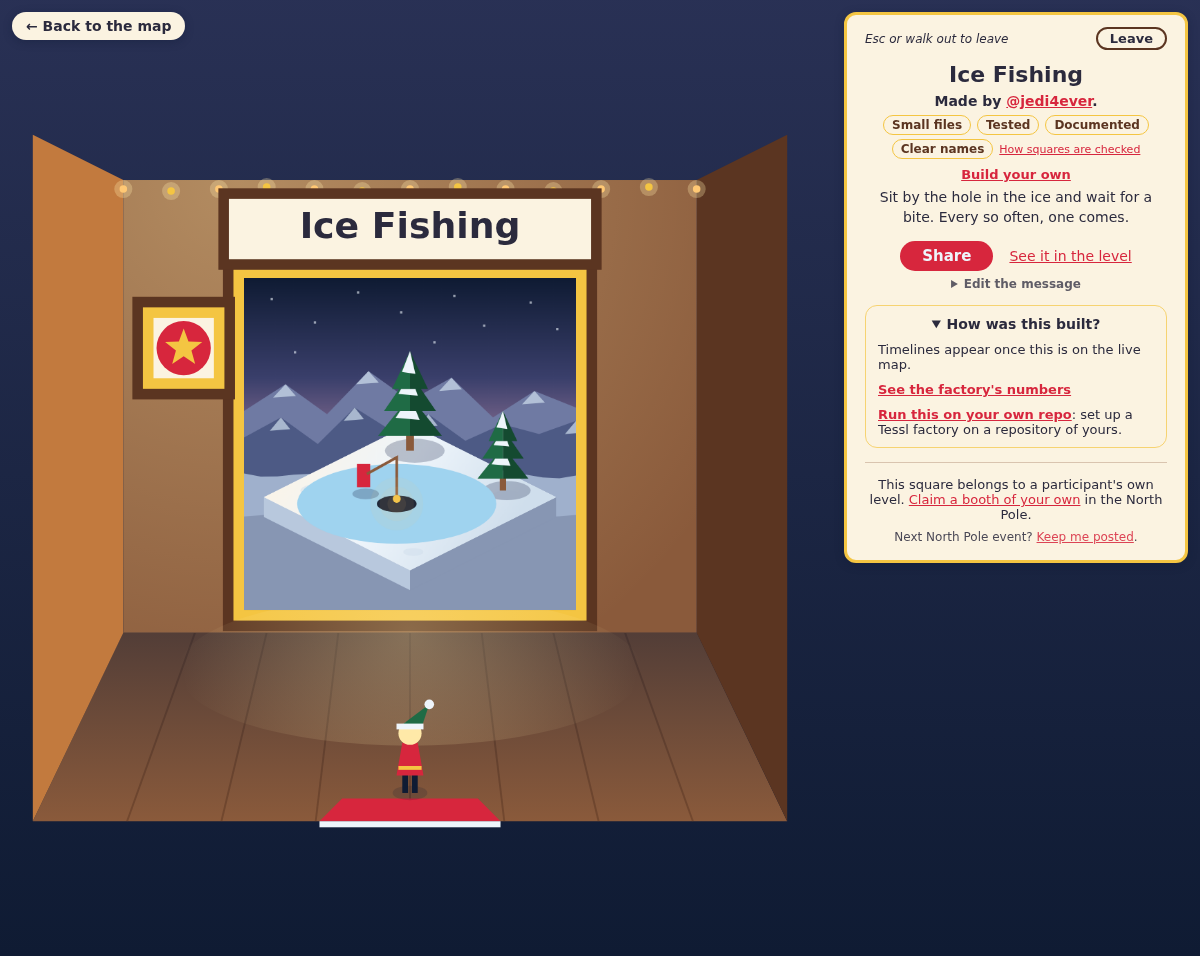 ← Back to the map
Ice Fishing
Esc or walk out to leave
Leave
Ice Fishing
Made by @jedi4ever.
Small files
Tested
Documented
Clear names
How squares are checked
Build your own
Sit by the hole in the ice and wait for a
bite. Every so often, one comes.
Share
See it in the level
▶ Edit the message
▼ How was this built?
Timelines appear once this is on the live
map.
See the factory's numbers
Run this on your own repo: set up a
Tessl factory on a repository of yours.
This square belongs to a participant's own
level. Claim a booth of your own in the North
Pole.
Next North Pole event? Keep me posted.